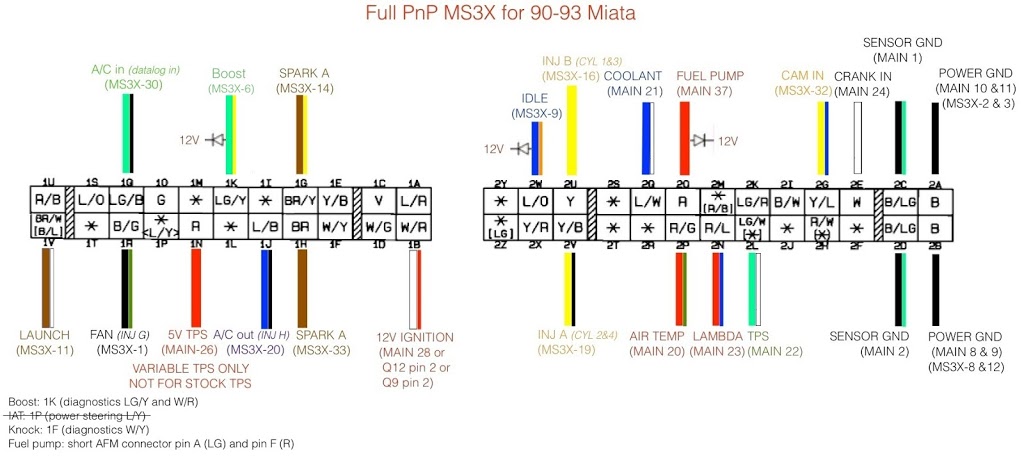 Full PnP MS3X for 90-93 Miata
SENSOR GND
(MAIN 1)
A/C in (datalog in)
(MS3X-30)
Boost
(MS3X-6)
SPARK A
(MS3X-14)
INJ B (CYL 1&3)
(MS3X-16)
COOLANT
(MAIN 21)
FUEL PUMP
(MAIN 37)
CAM IN
(MS3X-32)
CRANK IN
(MAIN 24)
POWER GND
(MAIN 10 &11)
(MS3X-2 & 3)
IDLE
(MS3X-9)
12V
12V
12V
1U 1S 1Q 1O 1M 1K 1I 1G 1E 1C 1A
R/B L/O LG/B G * LG/Y * BR/Y Y/B V L/R
BR/W [B/L] * B/G * <L/Y> R * L/B BR W/Y W/G W/R
1V 1T 1R 1P 1N 1L 1J 1H 1F 1D 1B
2Y 2W 2U 2S 2Q 2O 2M 2K 2I 2G 2E 2C 2A
* L/O Y * L/W R * [R/B] LG/R B/W Y/L W B/LG B
* [LG] Y/R Y/B * * R/G R/L LG/W [*] * R/W [*] * B/LG B
2Z 2X 2V 2T 2R 2P 2N 2L 2J 2H 2F 2D 2B
LAUNCH
(MS3X-11)
FAN (INJ G)
(MS3X-1)
5V TPS
(MAIN-26)
VARIABLE TPS ONLY
NOT FOR STOCK TPS
A/C out (INJ H)
(MS3X-20)
SPARK A
(MS3X-33)
12V IGNITION
(MAIN 28 or
Q12 pin 2 or
Q9 pin 2)
INJ A (CYL 2&4)
(MS3X-19)
AIR TEMP
(MAIN 20)
LAMBDA
(MAIN 23)
TPS
(MAIN 22)
SENSOR GND
(MAIN 2)
POWER GND
(MAIN 8 & 9)
(MS3X-8 &12)
Boost: 1K (diagnostics LG/Y and W/R)
IAT: 1P (power steering L/Y)
Knock: 1F (diagnostics W/Y)
Fuel pump: short AFM connector pin A (LG) and pin F (R)